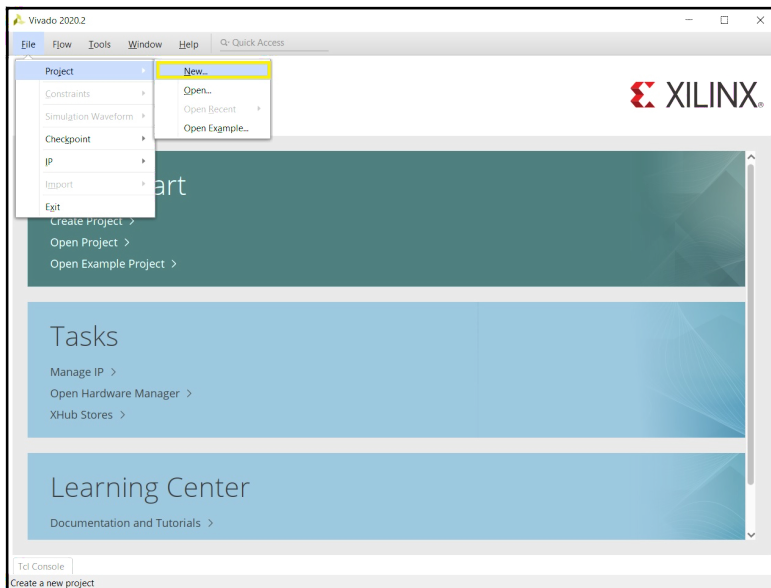 Vivado 2020.2
File Flow Tools Window Help Q- Quick Access
Project
Constraints
Simulation Waveform
Checkpoint
IP
Import
Exit
New...
Open...
Open Recent
Open Example...
XILINX®
art
Create Project >
Open Project >
Open Example Project >
Tasks
Manage IP >
Open Hardware Manager >
XHub Stores >
Learning Center
Documentation and Tutorials >
Tcl Console
Create a new project